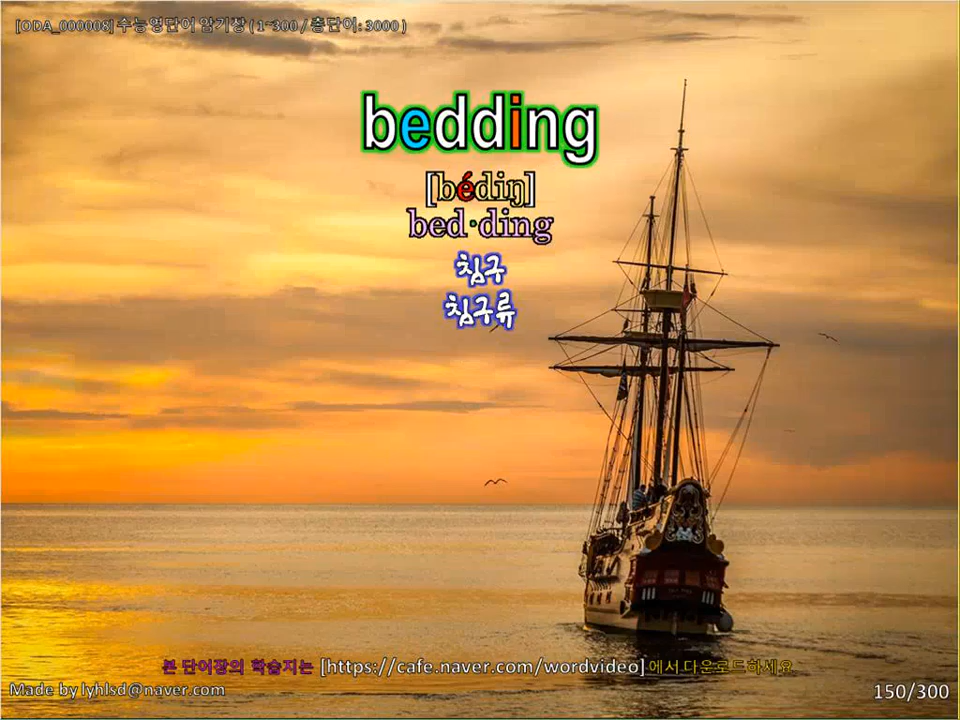 [ODA_000008] 수능영단어 암기장 ( 1~300 / 총단어: 3000 )
bedding
[bédiŋ]
bed·ding
침구
침구류
본 단어장의 학습지는 [https://cafe.naver.com/wordvideo]에서 다운로드하세요
Made by lyhlsd@naver.com
150/300